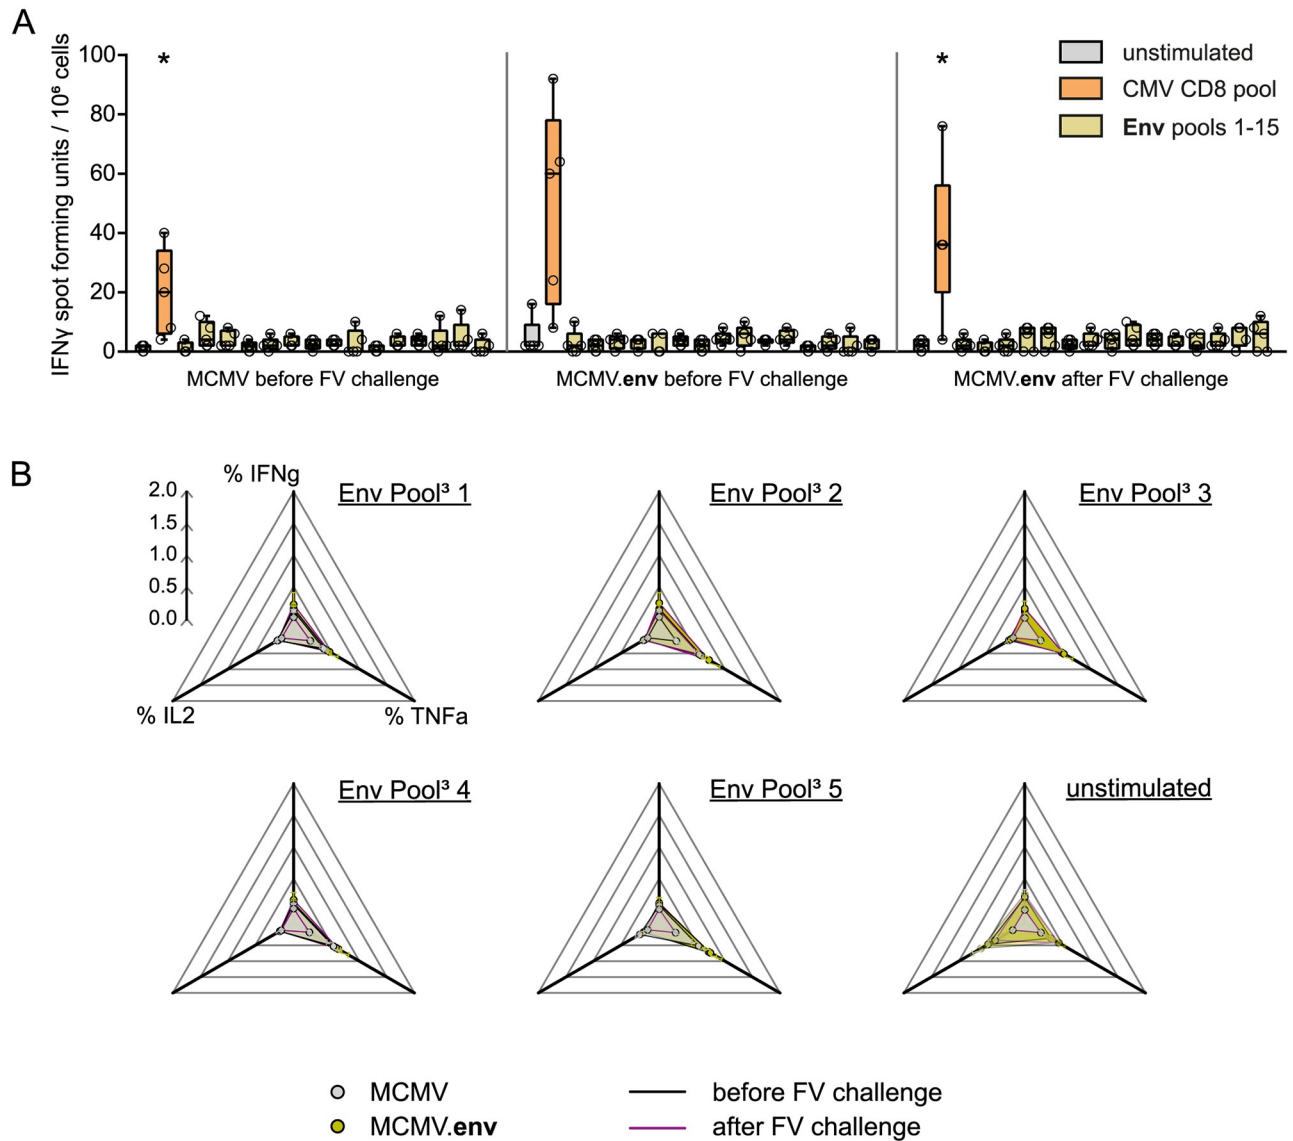 A
IFNγ spot forming units / 10⁶ cells
100
80
60
40
20
0
*
*
unstimulated
CMV CD8 pool
Env pools 1-15
MCMV before FV challenge
MCMV.env before FV challenge
MCMV.env after FV challenge
B
% IFNg
2.0
1.5
1.0
0.5
0.0
% IL2
% TNFa
Env Pool³ 1
Env Pool³ 2
Env Pool³ 3
Env Pool³ 4
Env Pool³ 5
unstimulated
MCMV
before FV challenge
MCMV.env
after FV challenge